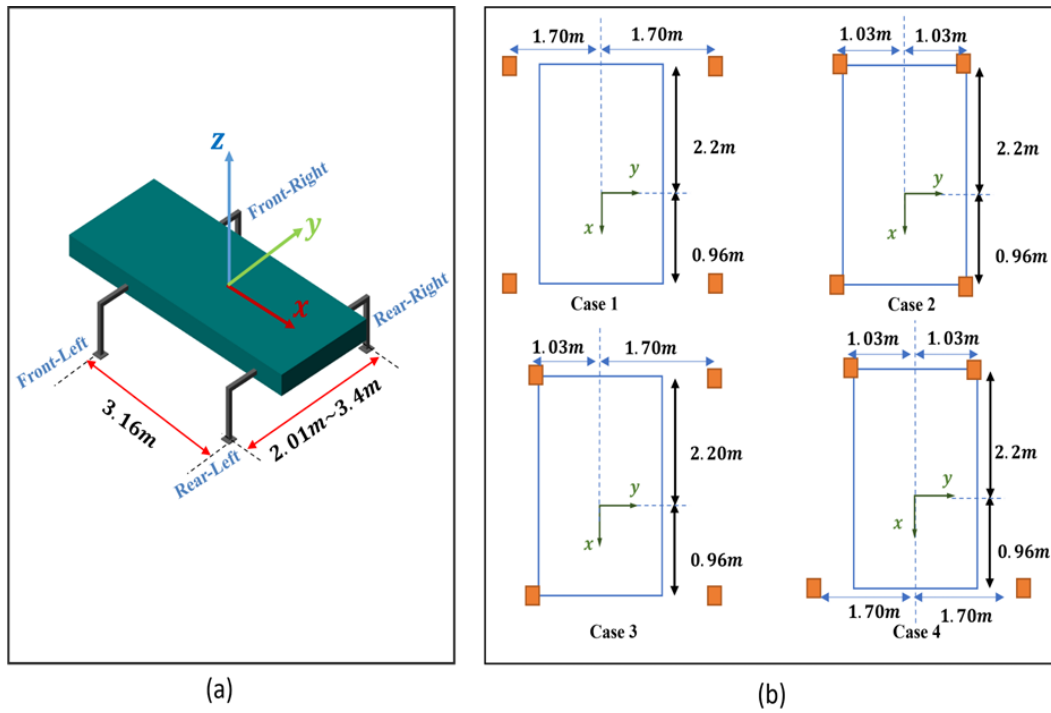 z
Front-Right
y
x
Rear-Right
Front-Left
3.16m
2.01m~3.4m
Rear-Left
(a)
1.70m 1.70m
2.2m
y
x
0.96m
Case 1
1.03m 1.03m
2.2m
y
x
0.96m
Case 2
1.03m 1.70m
2.20m
y
x
0.96m
Case 3
1.03m 1.03m
2.2m
y
x
0.96m
1.70m 1.70m
Case 4
(b)